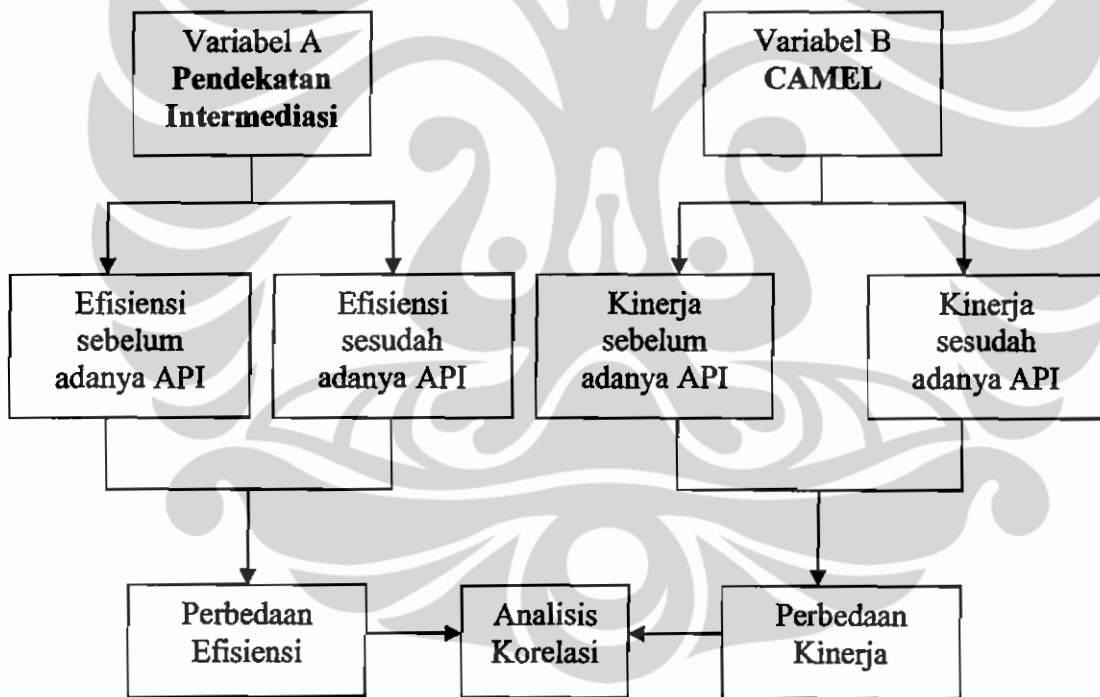 Variabel A
Pendekatan
Intermediasi
Variabel B
CAMEL
Efisiensi
sebelum
adanya API
Efisiensi
sesudah
adanya API
Kinerja
sebelum
adanya API
Kinerja
sesudah
adanya API
Perbedaan
Efisiensi
Analisis
Korelasi
Perbedaan
Kinerja